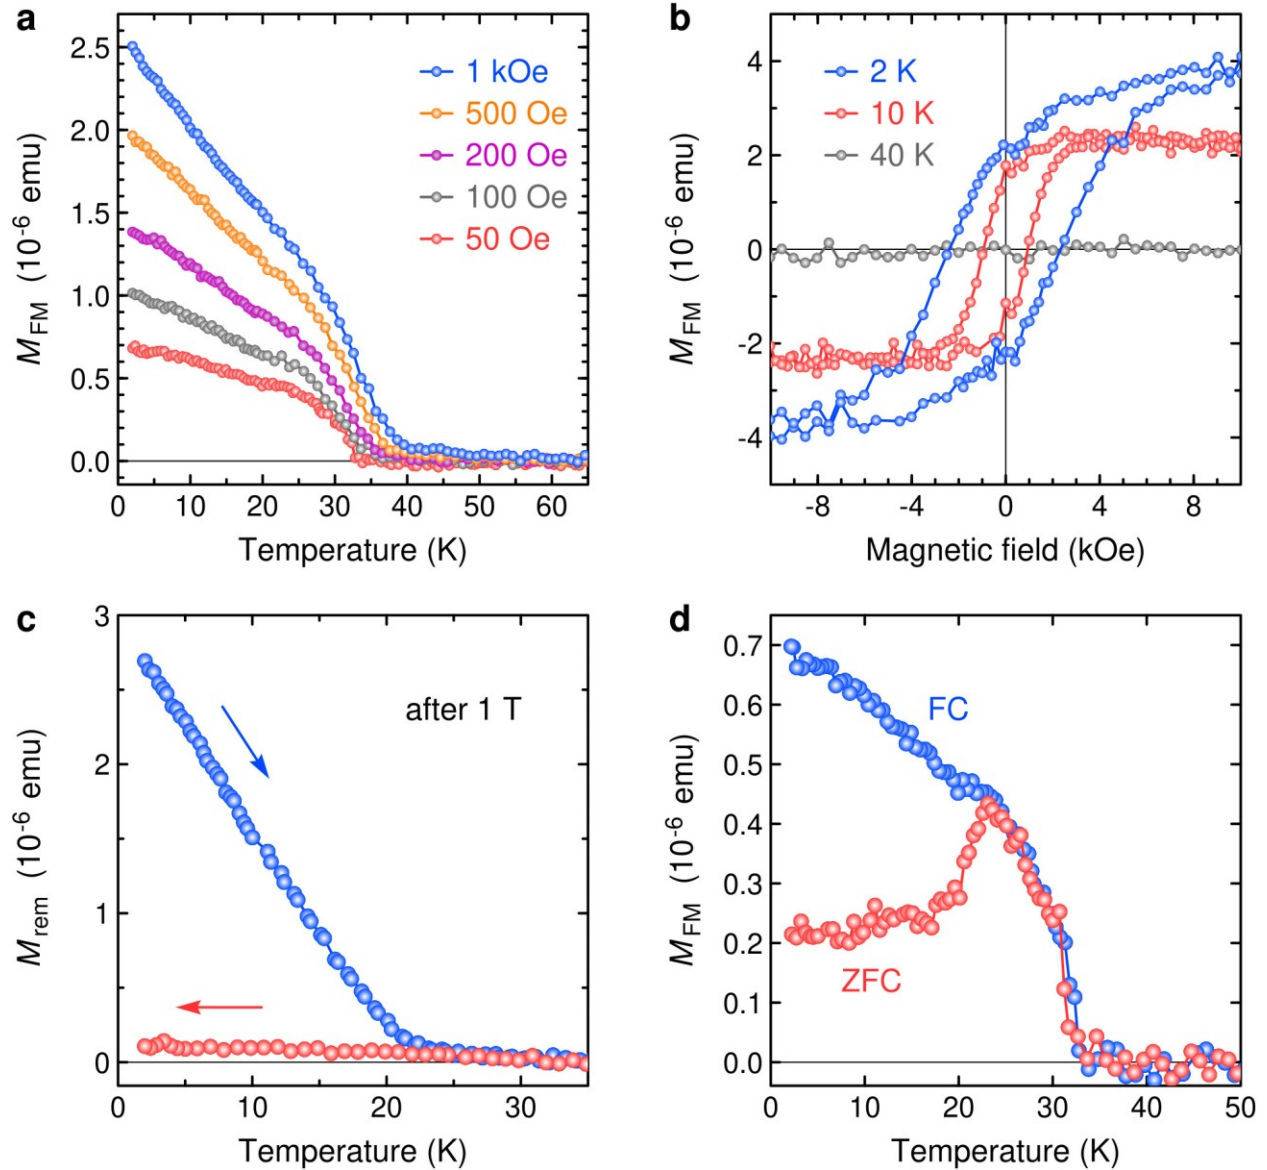 a
2.5
2.0
1.5
1.0
0.5
0.0
M_FM (10^-6 emu)
1 kOe
500 Oe
200 Oe
100 Oe
50 Oe
0 10 20 30 40 50 60
Temperature (K)
b
4
2
0
-2
-4
M_FM (10^-6 emu)
2 K
10 K
40 K
-8 -4 0 4 8
Magnetic field (kOe)
c
3
2
1
0
M_rem (10^-6 emu)
after 1 T
0 10 20 30
Temperature (K)
d
0.7
0.6
0.5
0.4
0.3
0.2
0.1
0.0
M_FM (10^-6 emu)
FC
ZFC
0 10 20 30 40 50
Temperature (K)